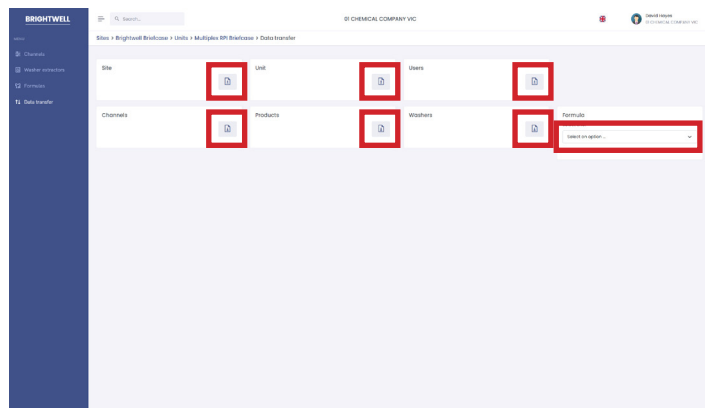 BRIGHTWELL
Search...
01 CHEMICAL COMPANY VIC
David Hayes
01 CHEMICAL COMPANY VIC
MENU
Sites > Brightwell Briefcase > Units > Multiplex RPI Briefcase > Data transfer
Channels
Washer extractors
Formulas
Data transfer
Site
Unit
Users
Channels
Products
Washers
Formula
Select an option ...